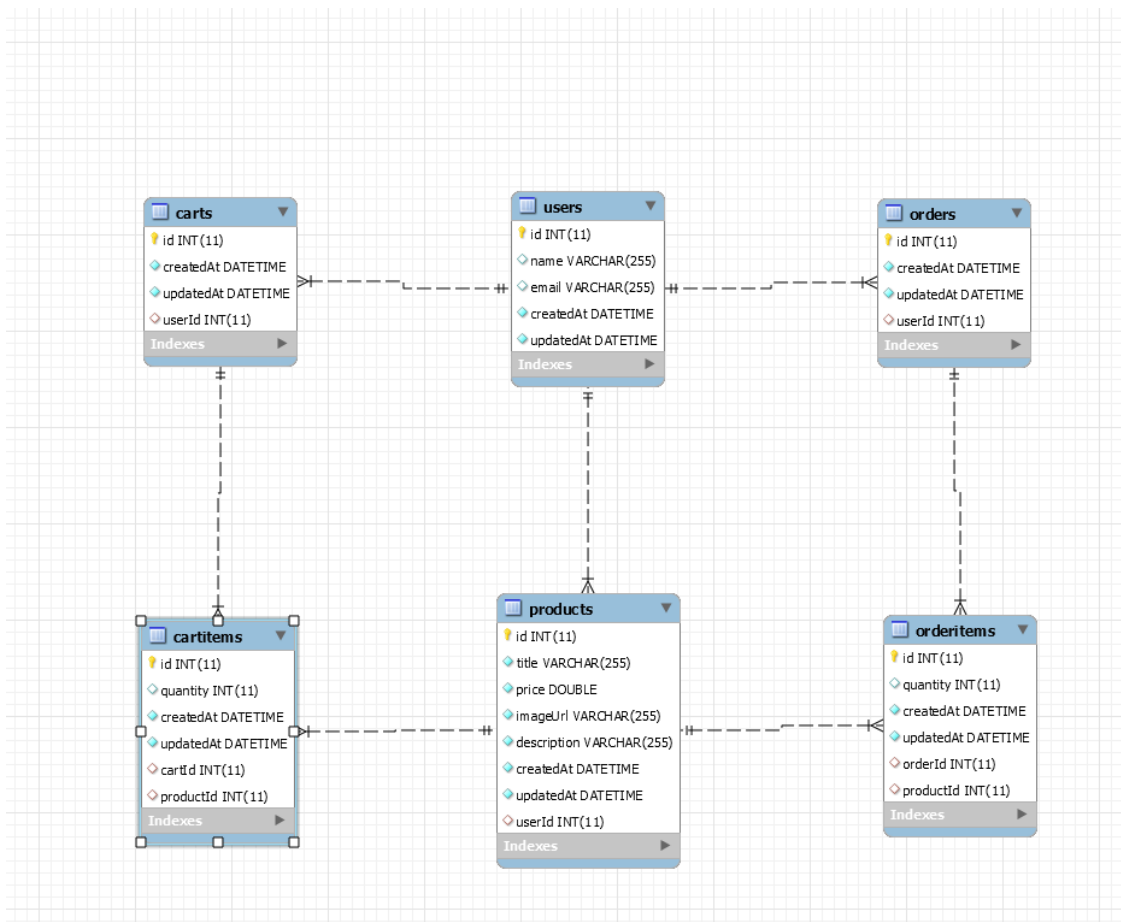 carts
id INT(11)
createdAt DATETIME
updatedAt DATETIME
userId INT(11)
Indexes
users
id INT(11)
name VARCHAR(255)
email VARCHAR(255)
createdAt DATETIME
updatedAt DATETIME
Indexes
orders
id INT(11)
createdAt DATETIME
updatedAt DATETIME
userId INT(11)
Indexes
cartitems
id INT(11)
quantity INT(11)
createdAt DATETIME
updatedAt DATETIME
cartId INT(11)
productId INT(11)
Indexes
products
id INT(11)
title VARCHAR(255)
price DOUBLE
imageUrl VARCHAR(255)
description VARCHAR(255)
createdAt DATETIME
updatedAt DATETIME
userId INT(11)
Indexes
orderitems
id INT(11)
quantity INT(11)
createdAt DATETIME
updatedAt DATETIME
orderId INT(11)
productId INT(11)
Indexes